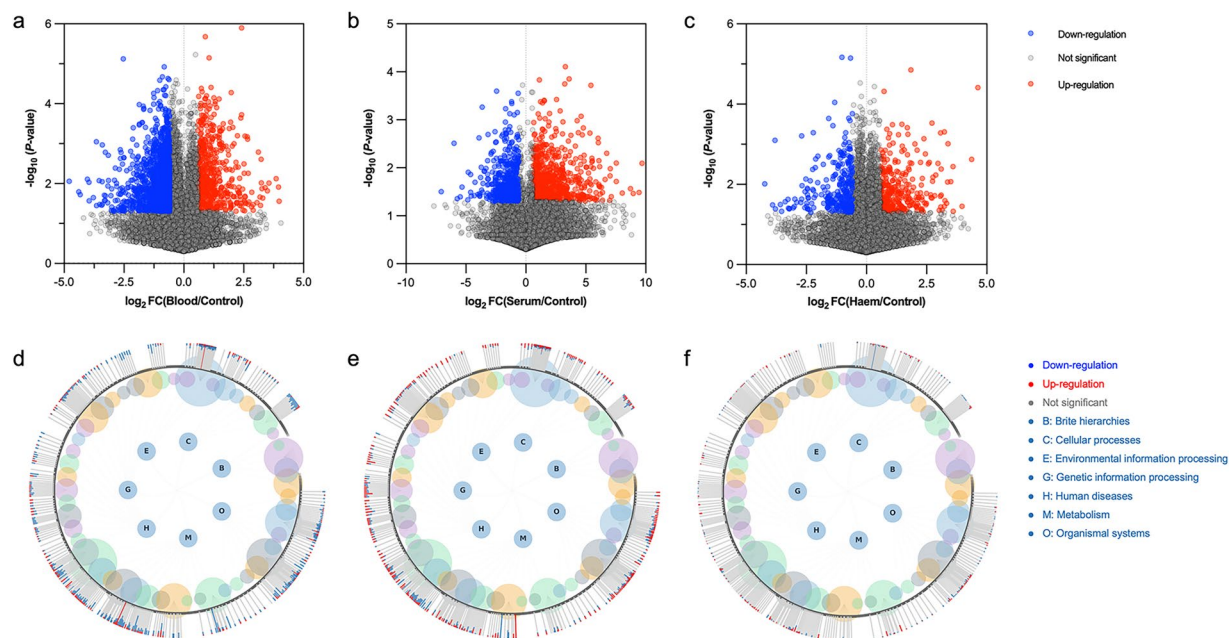 a
b
c
6
4
2
0
-log10 (P-value)
-5.0
-2.5
0.0
2.5
5.0
log2 FC(Blood/Control)
5
4
3
2
1
0
-log10 (P-value)
-10
-5
0
5
10
log2 FC(Serum/Control)
6
4
2
0
-log10 (P-value)
-5.0
-2.5
0.0
2.5
5.0
log2 FC(Haem/Control)
Down-regulation
Not significant
Up-regulation
d
C
E
B
G
O
H
M
e
C
E
B
G
O
H
M
f
C
E
B
G
O
H
M
Down-regulation
Up-regulation
Not significant
B: Brite hierarchies
C: Cellular processes
E: Environmental information processing
G: Genetic information processing
H: Human diseases
M: Metabolism
O: Organismal systems